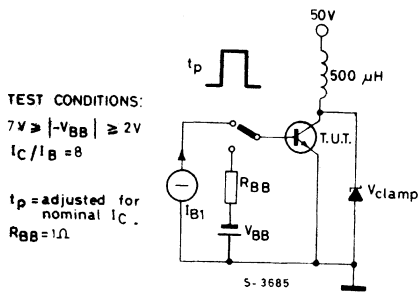 50V
tp
500 µH
TEST CONDITIONS:
7V ⩾ |-VBB| ⩾ 2V
IC/IB =8
T.U.T.
RBB
Vclamp
IB1
tp=adjusted for
nominal IC.
RBB=1Ω
VBB
S-3685